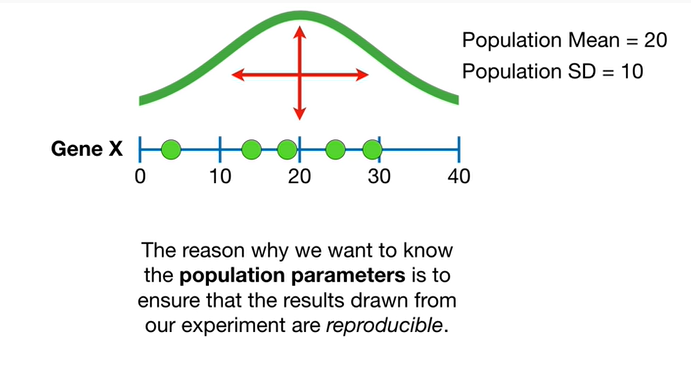 Population Mean = 20
Population SD = 10
Gene X
0 10 20 30 40
The reason why we want to know
the population parameters is to
ensure that the results drawn from
our experiment are reproducible.